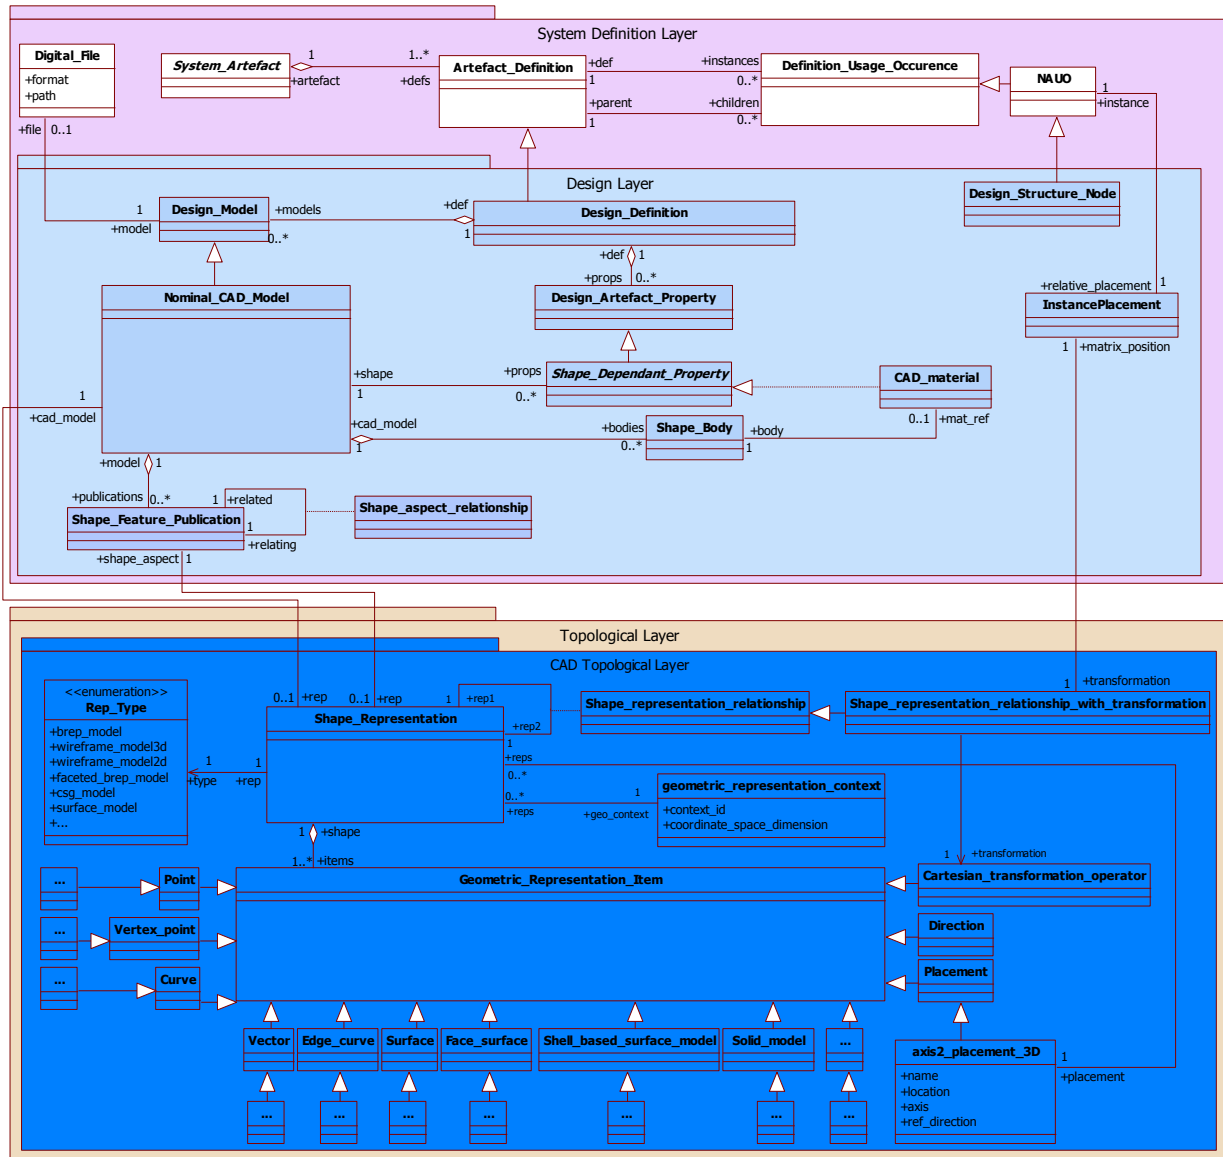 System Definition Layer
Digital_File
+format
+path
+file
0..1
System_Artefact
1
+artefact
1..*
+defs
Artefact_Definition
+def
1
+instances
0..*
+parent
1
+children
0..*
Definition_Usage_Occurence
NAUO
1
+instance
Design Layer
Design_Model
1
+model
+models
0..*
+def
1
Design_Definition
Design_Structure_Node
+def
1
+props
0..*
Nominal_CAD_Model
Design_Artefact_Property
+relative_placement
1
InstancePlacement
1
+matrix_position
+shape
1
+props
0..*
Shape_Dependant_Property
CAD_material
0..1
+mat_ref
1
+cad_model
+cad_model
1
+bodies
0..*
Shape_Body
+body
1
+model
1
+publications
0..*
1
+related
Shape_Feature_Publication
1
+relating
Shape_aspect_relationship
+shape_aspect
1
Topological Layer
CAD Topological Layer
<<enumeration>>
Rep_Type
+brep_model
+wireframe_model3d
+wireframe_model2d
+faceted_brep_model
+csg_model
+surface_model
+...
0..1
+rep
0..1
+rep
1
+rep1
Shape_Representation
+rep2
1
Shape_representation_relationship
1
+transformation
Shape_representation_relationship_with_transformation
1
+type
1
+rep
+reps
0..*
0..*
+reps
1
+geo_context
geometric_representation_context
+context_id
+coordinate_space_dimension
1
+shape
1..*
+items
1
+transformation
...
Point
Geometric_Representation_Item
Cartesian_transformation_operator
...
Vertex_point
Direction
...
Curve
Placement
Vector
Edge_curve
Surface
Face_surface
Shell_based_surface_model
Solid_model
...
axis2_placement_3D
+name
+location
+axis
+ref_direction
1
+placement
...
...
...
...
...
...
...